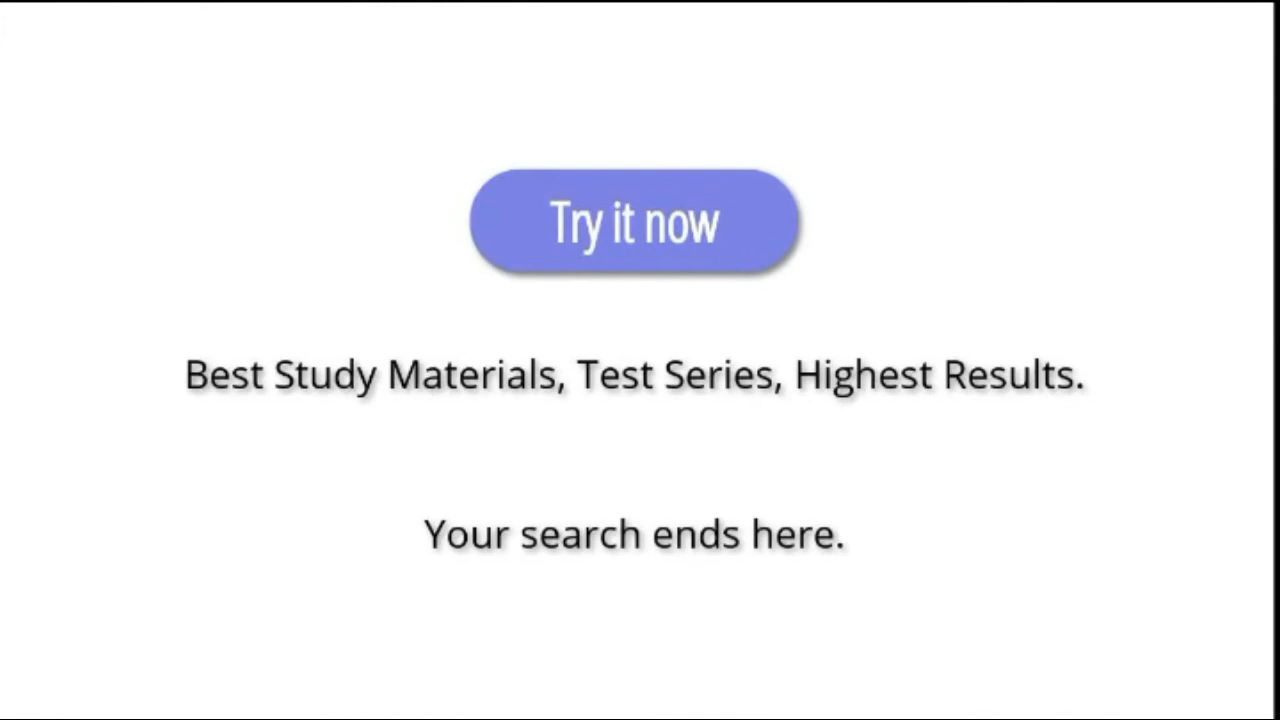 Try it now
Best Study Materials, Test Series, Highest Results.
Your search ends here.